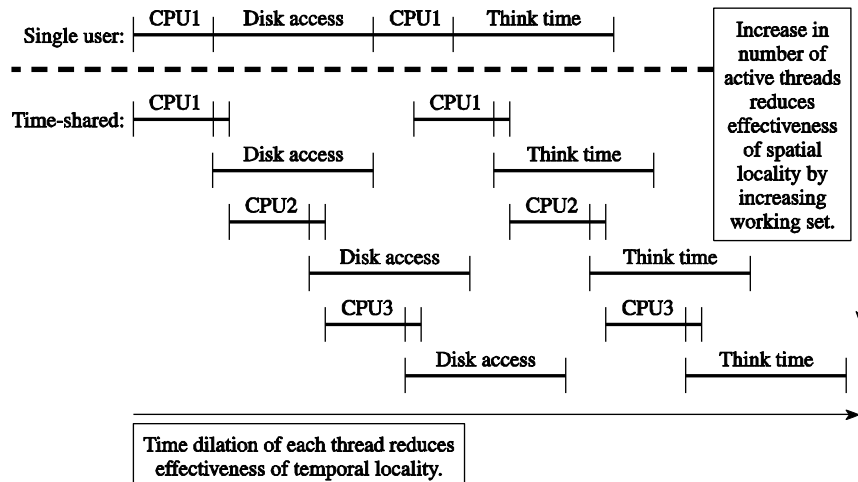 Single user:
CPU1
Disk access
CPU1
Think time
Increase in
number of
active threads
reduces
effectiveness
of spatial
locality by
increasing
working set.
Time-shared:
CPU1
CPU1
Disk access
Think time
CPU2
CPU2
Disk access
Think time
CPU3
CPU3
Disk access
Think time
Time dilation of each thread reduces
effectiveness of temporal locality.